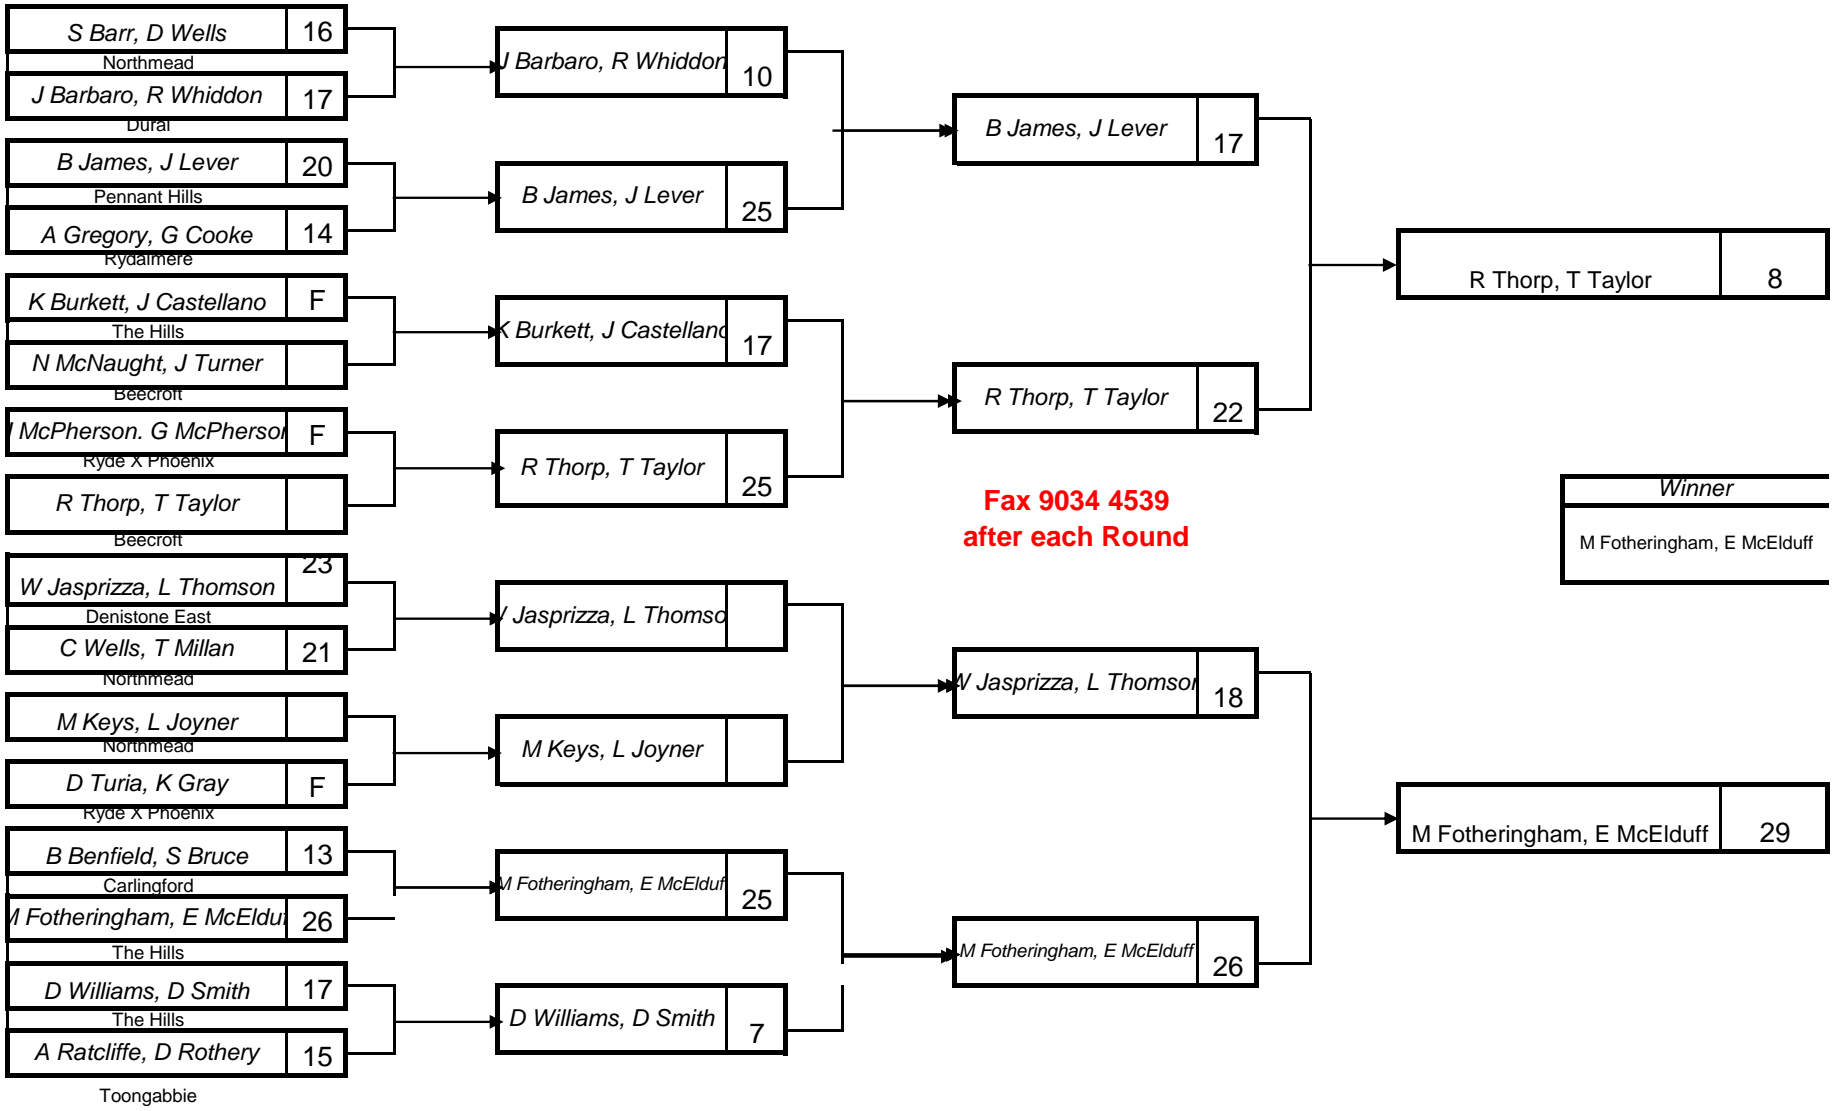 S Barr, D Wells 16
Northmead
J Barbaro, R Whiddon 17
Dural
B James, J Lever 20
Pennant Hills
A Gregory, G Cooke 14
Rydalmere
K Burkett, J Castellano F
The Hills
N McNaught, J Turner
Beecroft
McPherson. G McPherson F
Ryde X Phoenix
R Thorp, T Taylor
Beecroft
W Jasprizza, L Thomson 23
Denistone East
C Wells, T Millan 21
Northmead
M Keys, L Joyner
Northmead
D Turia, K Gray F
Ryde X Phoenix
B Benfield, S Bruce 13
Carlingford
M Fotheringham, E McElduf 26
The Hills
D Williams, D Smith 17
The Hills
A Ratcliffe, D Rothery 15
Toongabbie
J Barbaro, R Whiddon 10
B James, J Lever 25
K Burkett, J Castellano 17
R Thorp, T Taylor 25
Jasprizza, L Thomso
M Keys, L Joyner
M Fotheringham, E McElduf 25
D Williams, D Smith 7
B James, J Lever 17
R Thorp, T Taylor 22
Fax 9034 4539
after each Round
W Jasprizza, L Thomson 18
M Fotheringham, E McElduff 26
R Thorp, T Taylor 8
M Fotheringham, E McElduff 29
Winner
M Fotheringham, E McElduff